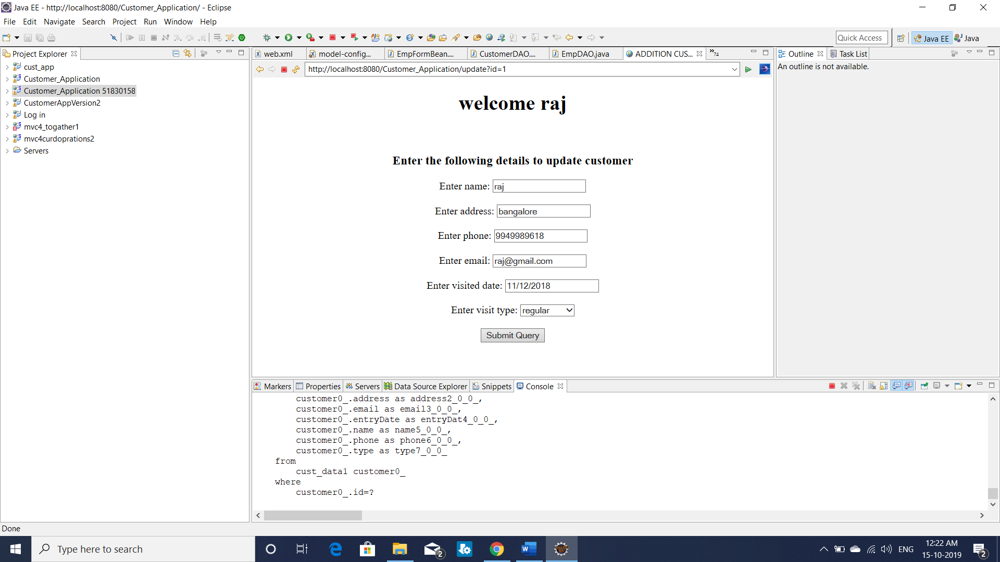 Java EE - http://localhost:8080/Customer_Application/ - Eclipse
File Edit Navigate Search Project Run Window Help
Quick Access Java EE Java
Project Explorer
cust_app
Customer_Application
Customer_Application 51830158
CustomerAppVersion2
Log in
mvc4_togather1
mvc4curdoprations2
Servers
web.xml model-config... EmpFormBean.... CustomerDAO.... EmpDAO.java ADDITION CUS... »74
http://localhost:8080/Customer_Application/update?id=1
welcome raj
Enter the following details to update customer
Enter name: raj
Enter address: bangalore
Enter phone: 9949989618
Enter email: raj@gmail.com
Enter visited date: 11/12/2018
Enter visit type: regular
Submit Query
Outline Task List
An outline is not available.
Markers Properties Servers Data Source Explorer Snippets Console
customer0_.address as address2_0_0_,
customer0_.email as email3_0_0_,
customer0_.entryDate as entryDat4_0_0_,
customer0_.name as name5_0_0_,
customer0_.phone as phone6_0_0_,
customer0_.type as type7_0_0_
from
cust_data1 customer0_
where
customer0_.id=?
Done
Type here to search
2
ENG
12:22 AM
15-10-2019
2